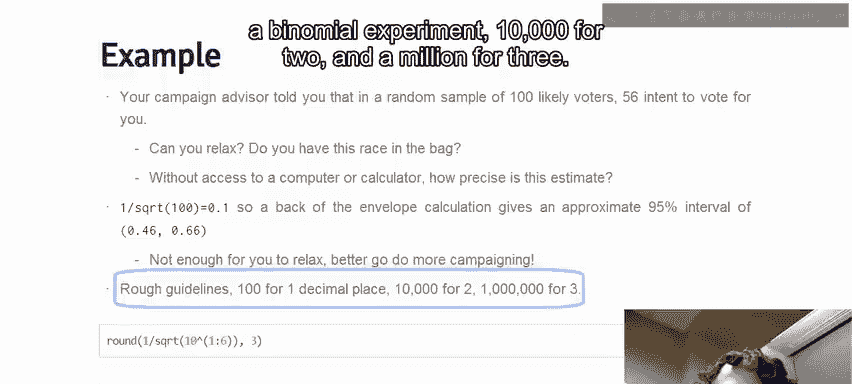 a binomial experiment, 10,000 for
two, and a million for three.
Example
· Your campaign advisor told you that in a random sample of 100 likely voters, 56 intent to vote for
you.
- Can you relax? Do you have this race in the bag?
- Without access to a computer or calculator, how precise is this estimate?
· 1/sqrt(100)=0.1 so a back of the envelope calculation gives an approximate 95% interval of
(0.46, 0.66)
- Not enough for you to relax, better go do more campaigning!
· Rough guidelines, 100 for 1 decimal place, 10,000 for 2, 1,000,000 for 3.
round(1/sqrt(10^(1:6)), 3)